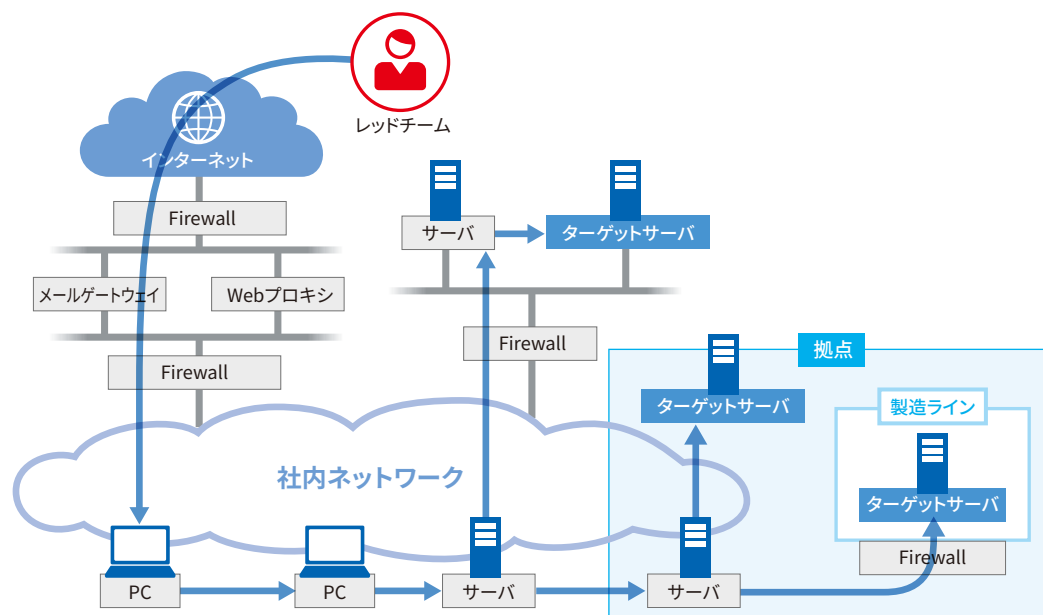 レッドチーム
インターネット
Firewall
サーバ
ターゲットサーバ
メールゲートウェイ
Webプロキシ
Firewall
Firewall
拠点
ターゲットサーバ
製造ライン
社内ネットワーク
ターゲットサーバ
Firewall
PC
PC
サーバ
サーバ